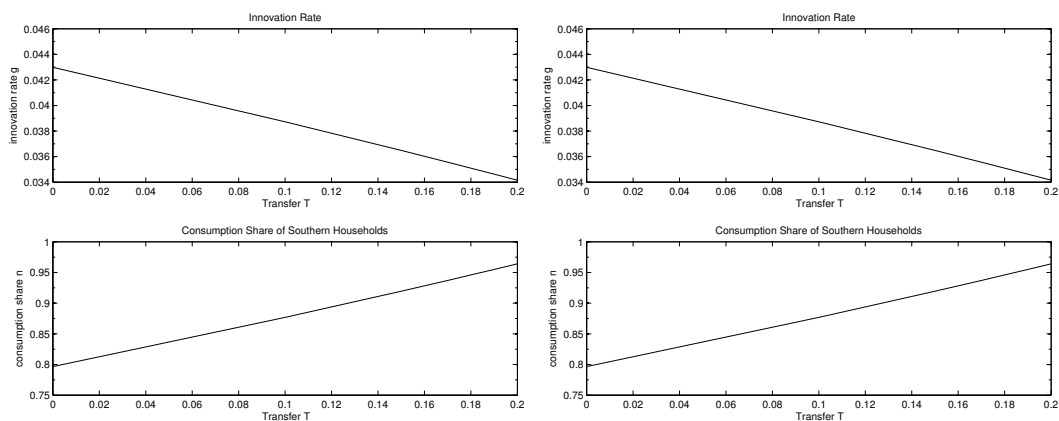 Innovation Rate
innovation rate g
0.046
0.044
0.042
0.04
0.038
0.036
0.034
0 0.02 0.04 0.06 0.08 0.1 0.12 0.14 0.16 0.18 0.2
Transfer T
Innovation Rate
innovation rate g
0.046
0.044
0.042
0.04
0.038
0.036
0.034
0 0.02 0.04 0.06 0.08 0.1 0.12 0.14 0.16 0.18 0.2
Transfer T
Consumption Share of Southern Households
consumption share n
1
0.95
0.9
0.85
0.8
0.75
0 0.02 0.04 0.06 0.08 0.1 0.12 0.14 0.16 0.18 0.2
Transfer T
Consumption Share of Southern Households
consumption share n
1
0.95
0.9
0.85
0.8
0.75
0 0.02 0.04 0.06 0.08 0.1 0.12 0.14 0.16 0.18 0.2
Transfer T